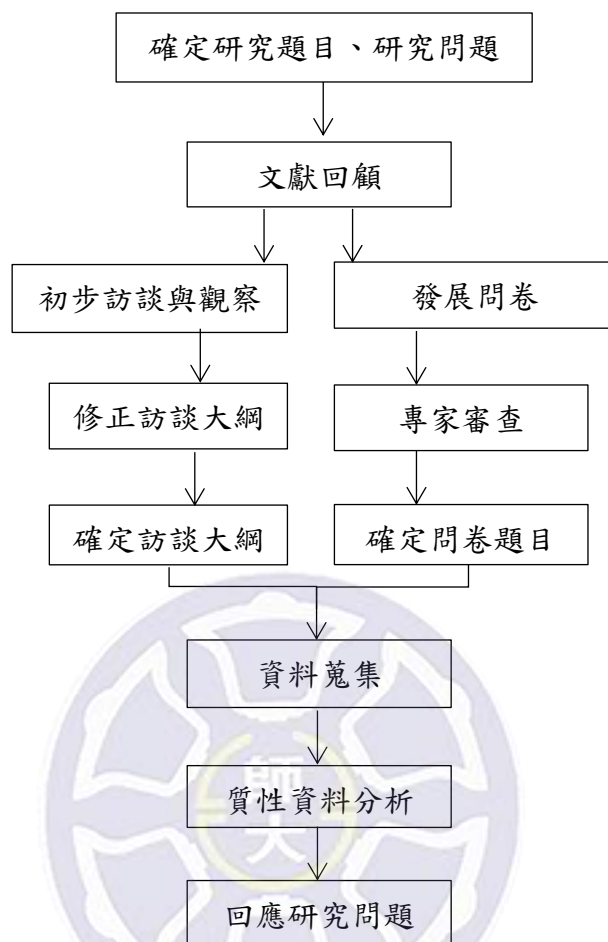 確定研究題目、研究問題
文獻回顧
初步訪談與觀察
發展問卷
修正訪談大綱
專家審查
確定訪談大綱
確定問卷題目
資料蒐集
質性資料分析
回應研究問題
師大